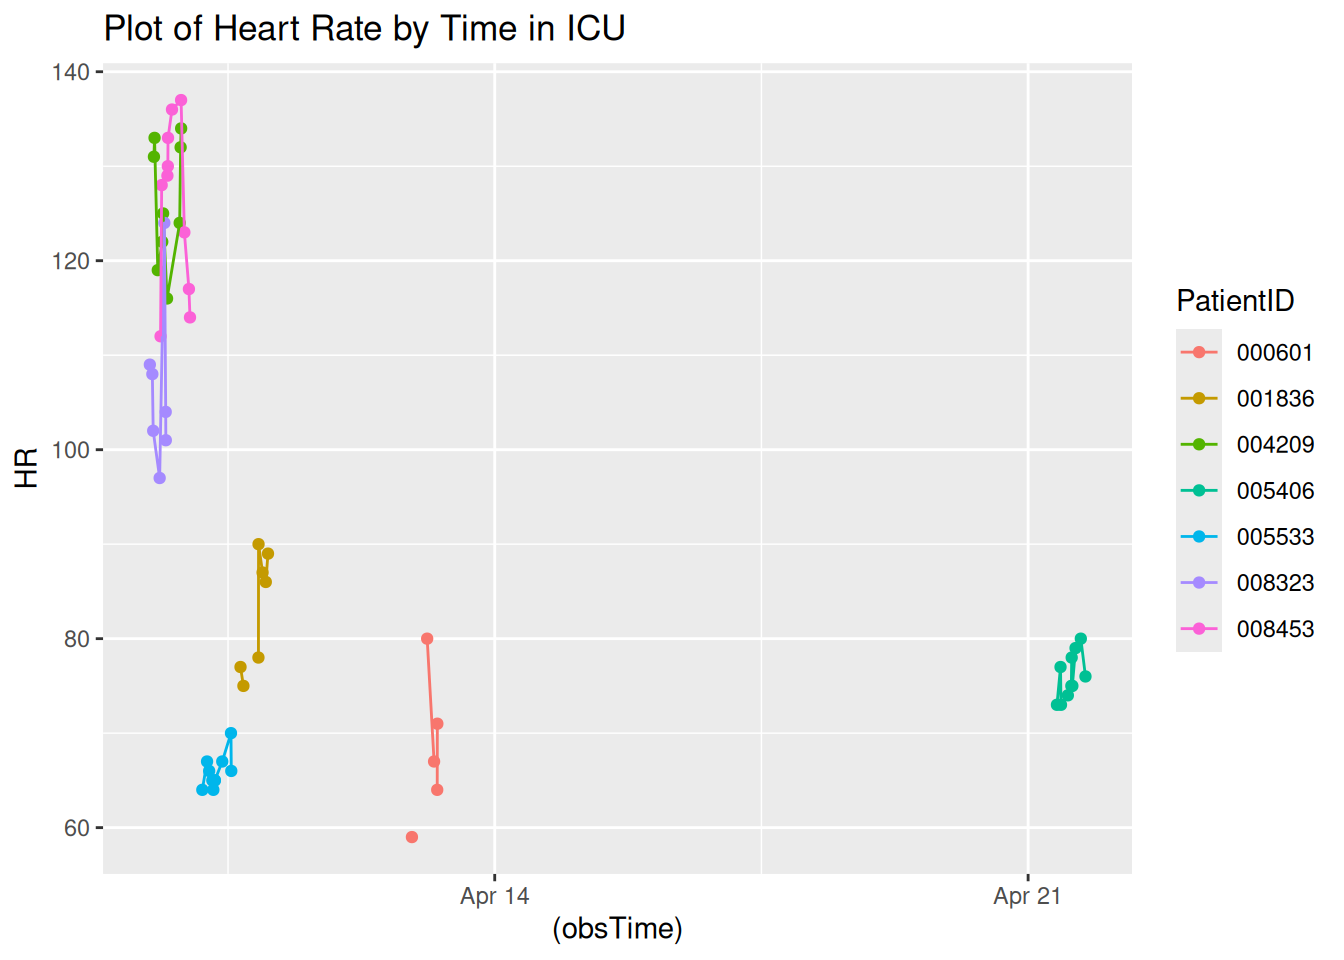 Plot of Heart Rate by Time in ICU
140
120
100
80
60
HR
Apr 14
Apr 21
(obsTime)
PatientID
000601
001836
004209
005406
005533
008323
008453